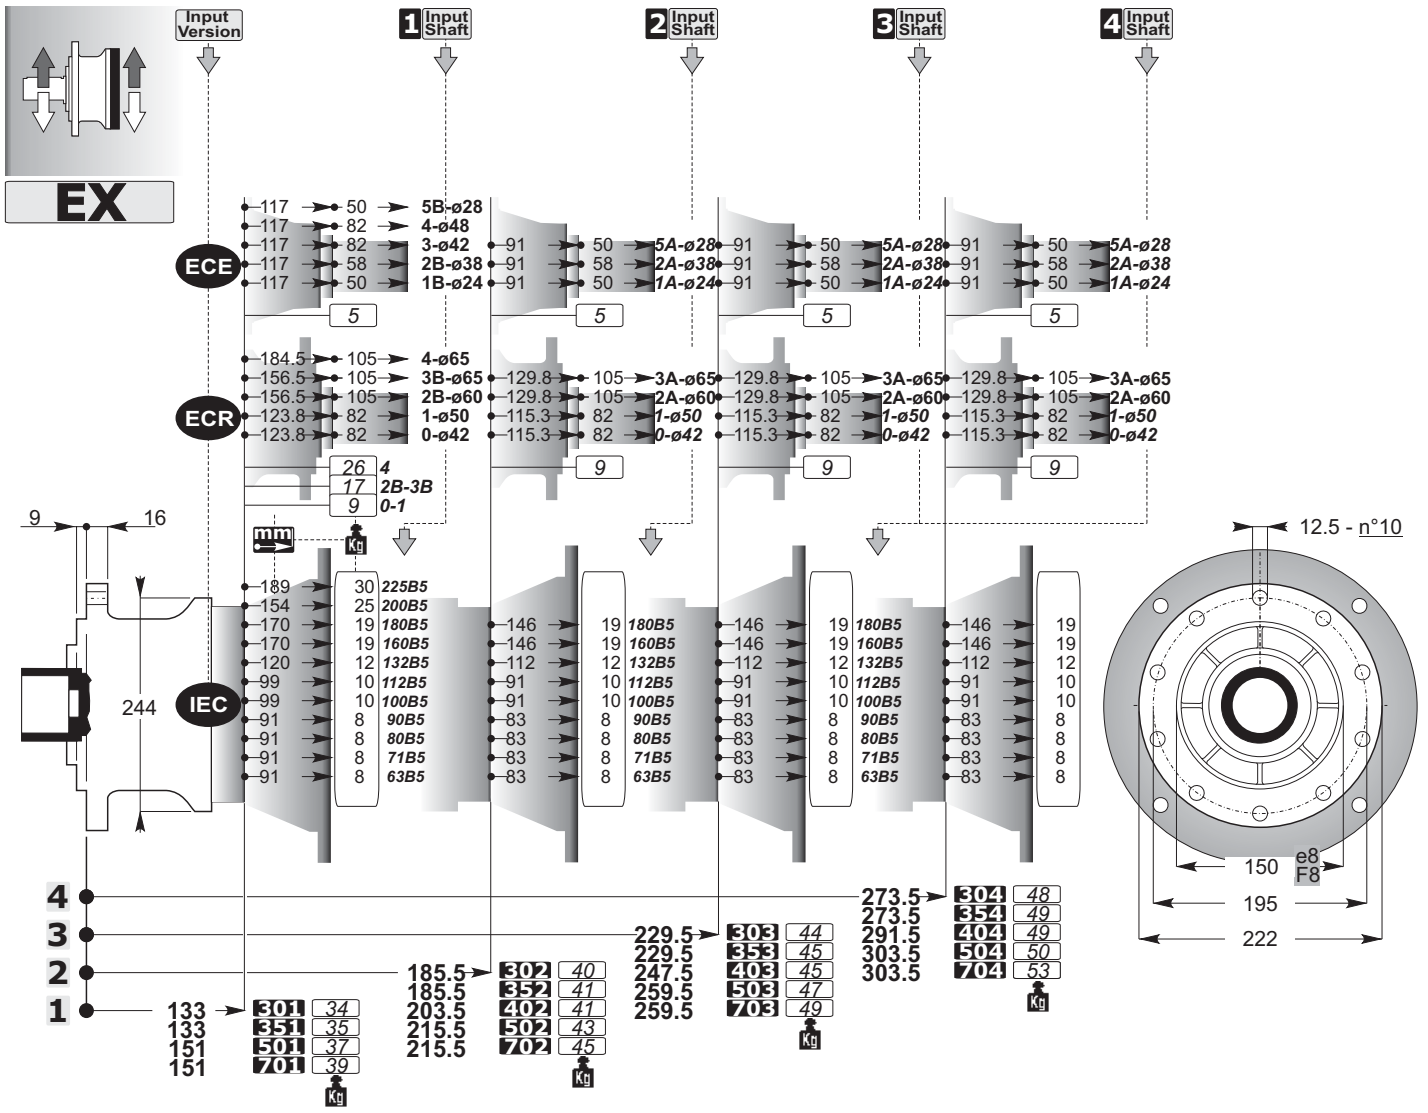 Input Version
1 Input Shaft
2 Input Shaft
3 Input Shaft
4 Input Shaft
EX
ECE
117 50 5B-ø28
117 82 4-ø48
117 82 3-ø42 91 50 5A-ø28 91 50 5A-ø28 91 50 5A-ø28
117 58 2B-ø38 91 58 2A-ø38 91 58 2A-ø38 91 58 2A-ø38
117 50 1B-ø24 91 50 1A-ø24 91 50 1A-ø24 91 50 1A-ø24
5 5 5 5
ECR
184.5 105 4-ø65
156.5 105 3B-ø65 129.8 105 3A-ø65 129.8 105 3A-ø65 129.8 105 3A-ø65
156.5 105 2B-ø60 129.8 105 2A-ø60 129.8 105 2A-ø60 129.8 105 2A-ø60
123.8 82 1-ø50 115.3 82 1-ø50 115.3 82 1-ø50 115.3 82 1-ø50
123.8 82 0-ø42 115.3 82 0-ø42 115.3 82 0-ø42 115.3 82 0-ø42
26 4 9 9 9
17 2B-3B
9 0-1
9 16
mm
Kg
12.5 - n°10
IEC
244
189 30 225B5
154 25 200B5
170 19 180B5 146 19 180B5 146 19 180B5 146 19
170 19 160B5 146 19 160B5 146 19 160B5 146 19
120 12 132B5 112 12 132B5 112 12 132B5 112 12
99 10 112B5 91 10 112B5 91 10 112B5 91 10
99 10 100B5 91 10 100B5 91 10 100B5 91 10
91 8 90B5 83 8 90B5 83 8 90B5 83 8
91 8 80B5 83 8 80B5 83 8 80B5 83 8
91 8 71B5 83 8 71B5 83 8 71B5 83 8
91 8 63B5 83 8 63B5 83 8 63B5 83 8
150 e8 F8
195
222
4
273.5 304 48
273.5 354 49
291.5 404 49
303.5 504 50
303.5 704 53
Kg
3
229.5 303 44
229.5 353 45
247.5 403 45
259.5 503 47
259.5 703 49
Kg
2
185.5 302 40
185.5 352 41
203.5 402 41
215.5 502 43
215.5 702 45
Kg
1
133 301 34
133 351 35
151 501 37
151 701 39
Kg